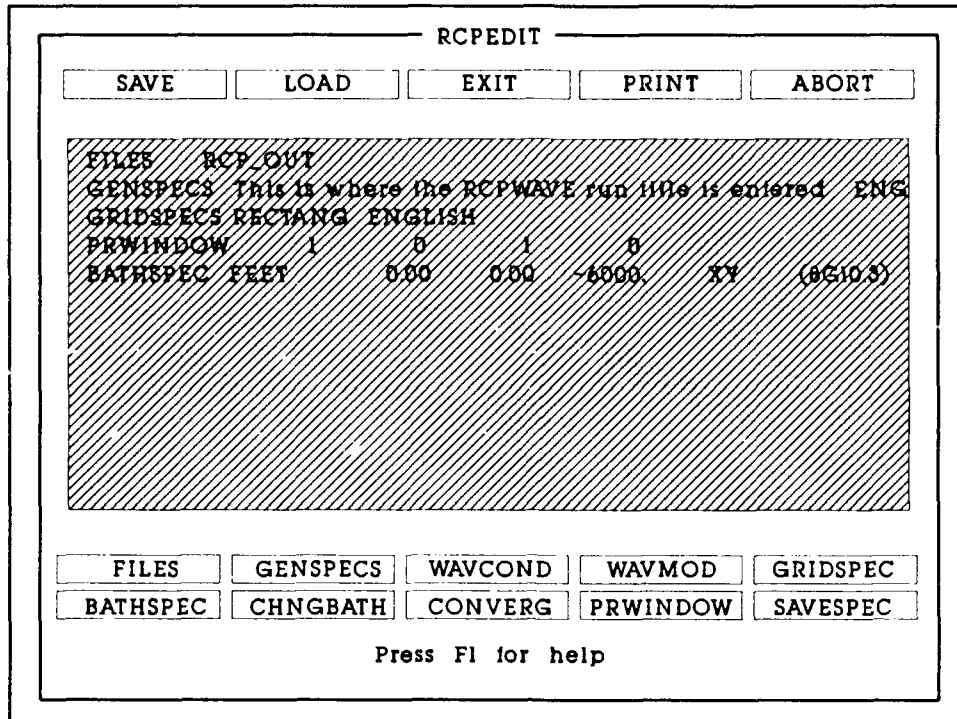 RCPEDIT
SAVE LOAD EXIT PRINT ABORT
FILES RCP_OUT
GENSPECS This is where the RCPWAVE run title is entered ENG
GRIDSPECS RECTANG ENGLISH
PRWINDOW 1 0 1 0
BATHSPEC FEET 0.00 0.00 -6000. XY (8G10.3)
FILES GENSPECS WAVCOND WAVMOD GRIDSPEC
BATHSPEC CHNGBATH CONVERG PRWINDOW SAVESPEC
Press F1 for help